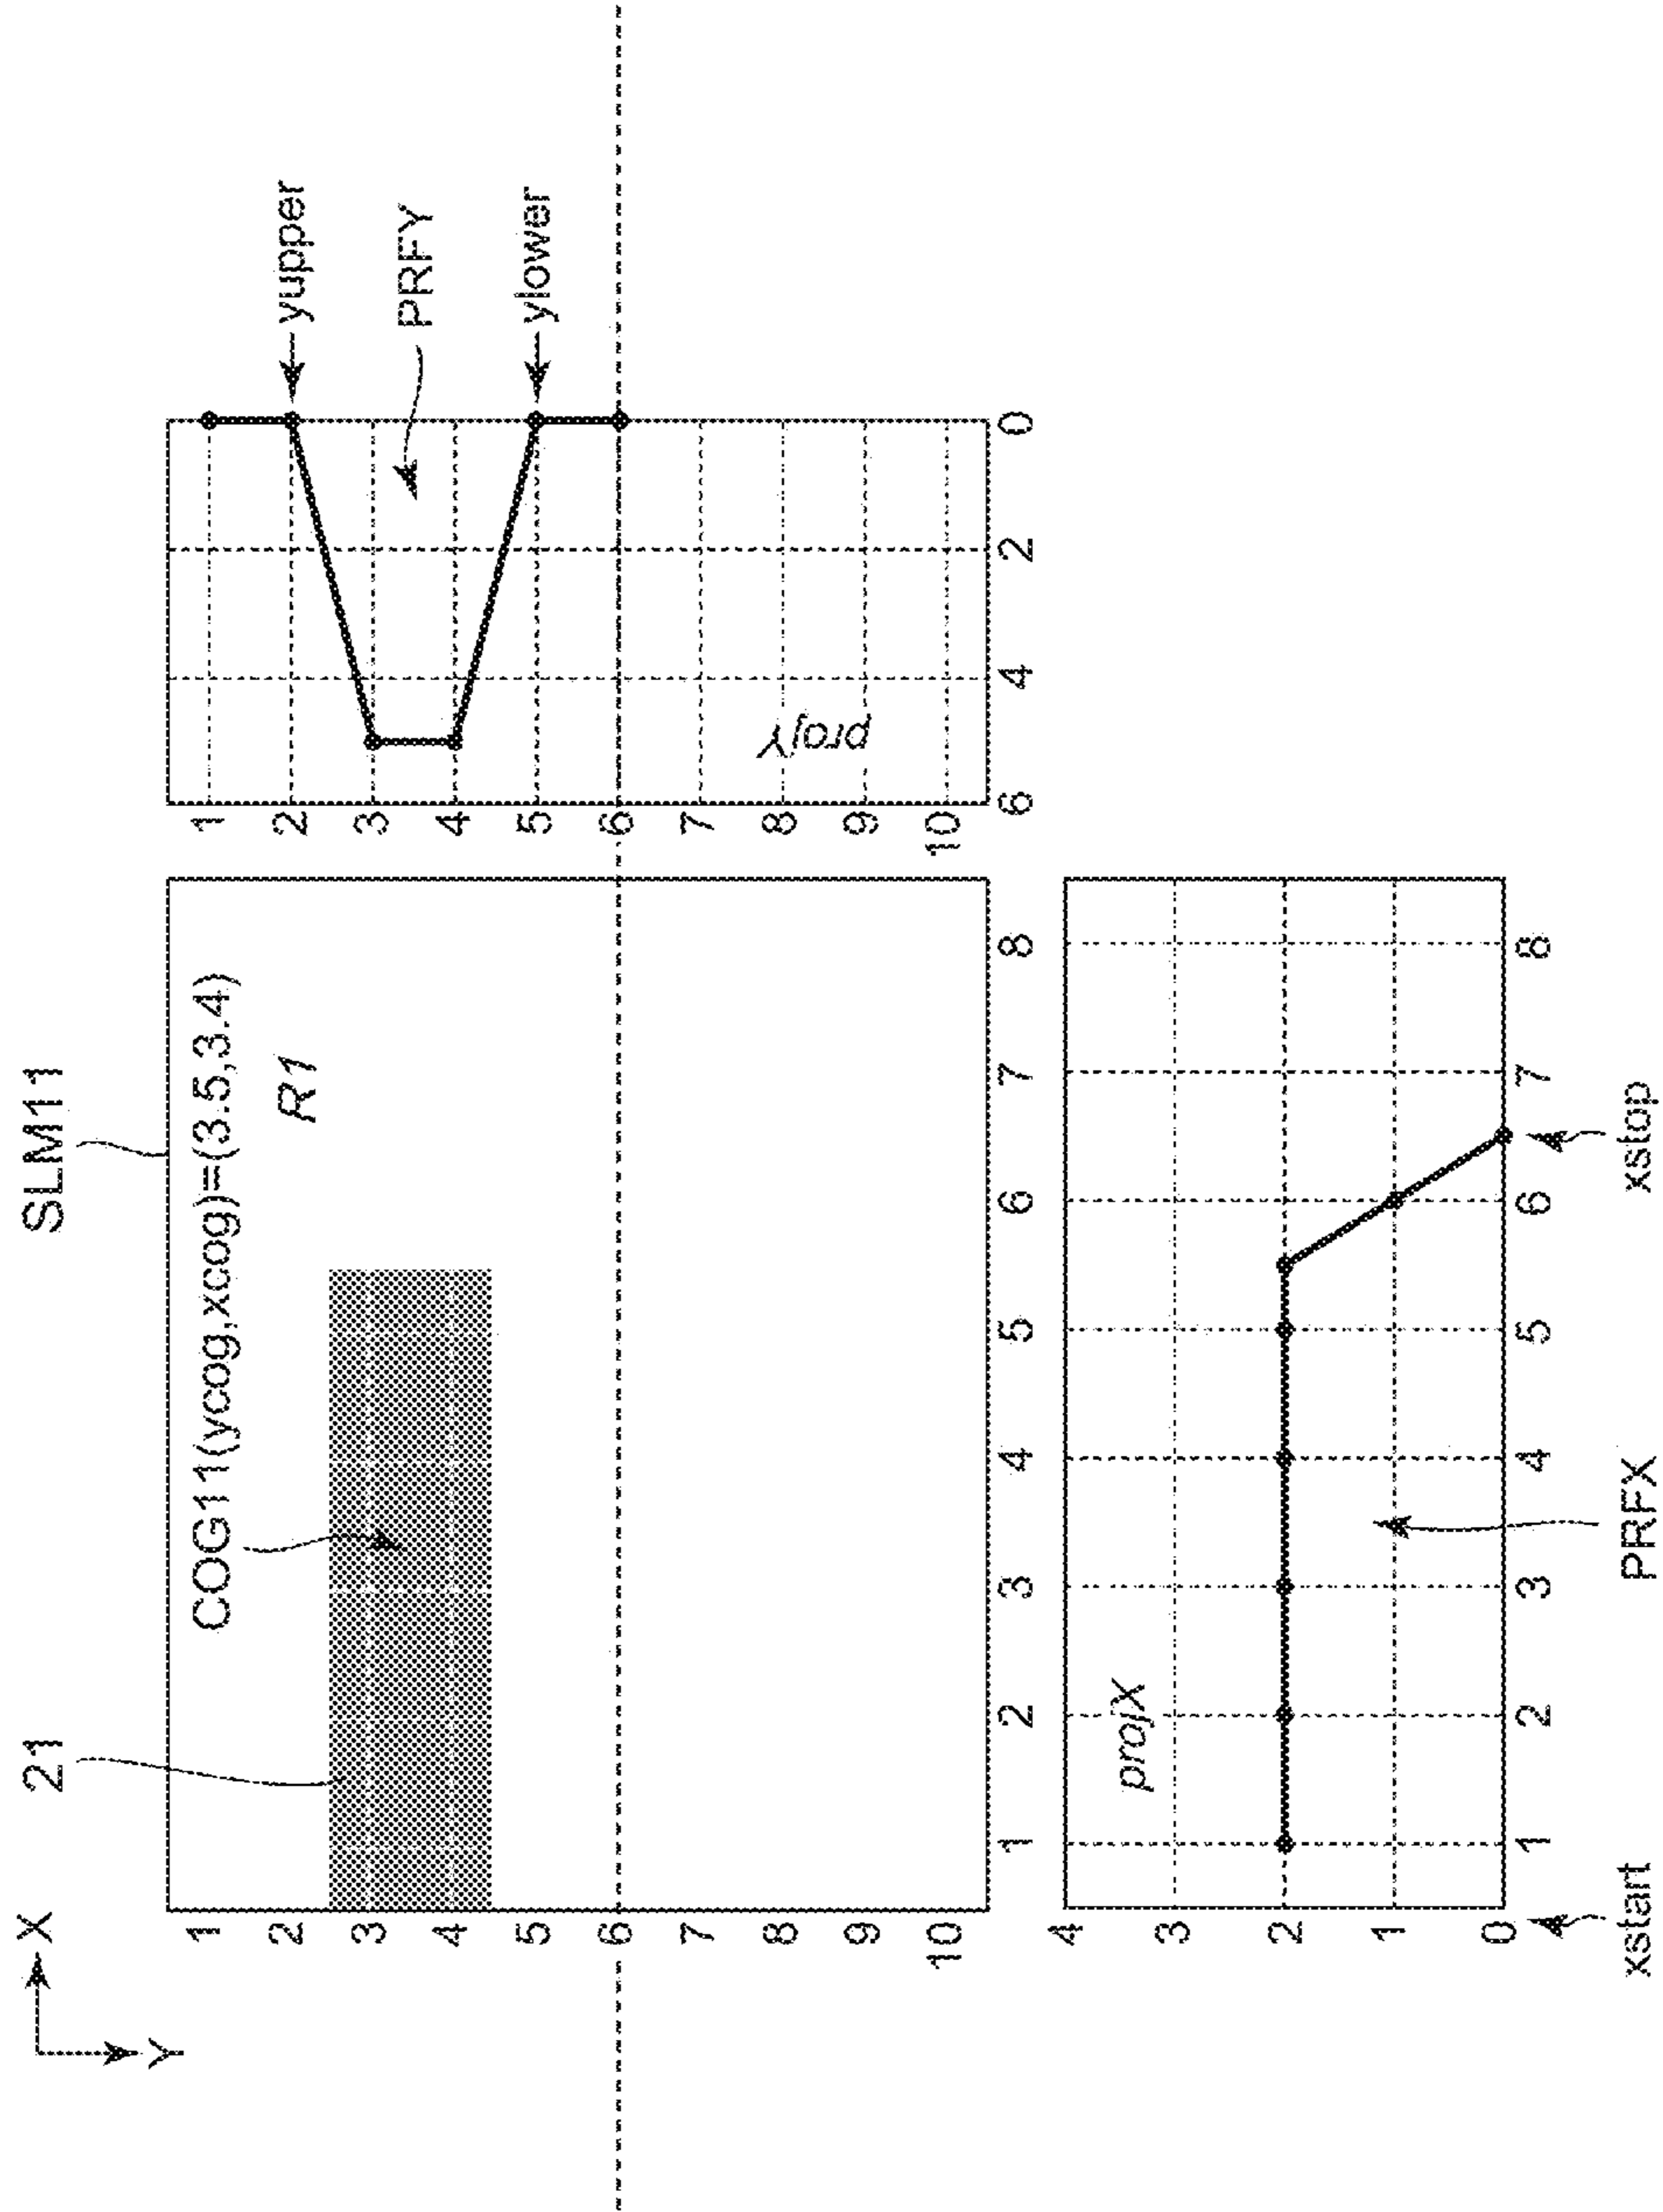 SLM11
21
X
Y
COG11(ycog,xcog)=(3.5,3.4)
R1
1
2
3
4
5
6
7
8
9
10
1 2 3 4 5 6 7 8
yupper
PRFY
ylower
1
2
3
4
5
6
7
8
9
10
projY
6 4 2 0
projX
4
3
2
1
0
1 2 3 4 5 6 7 8
xstart
PRFX
xstop